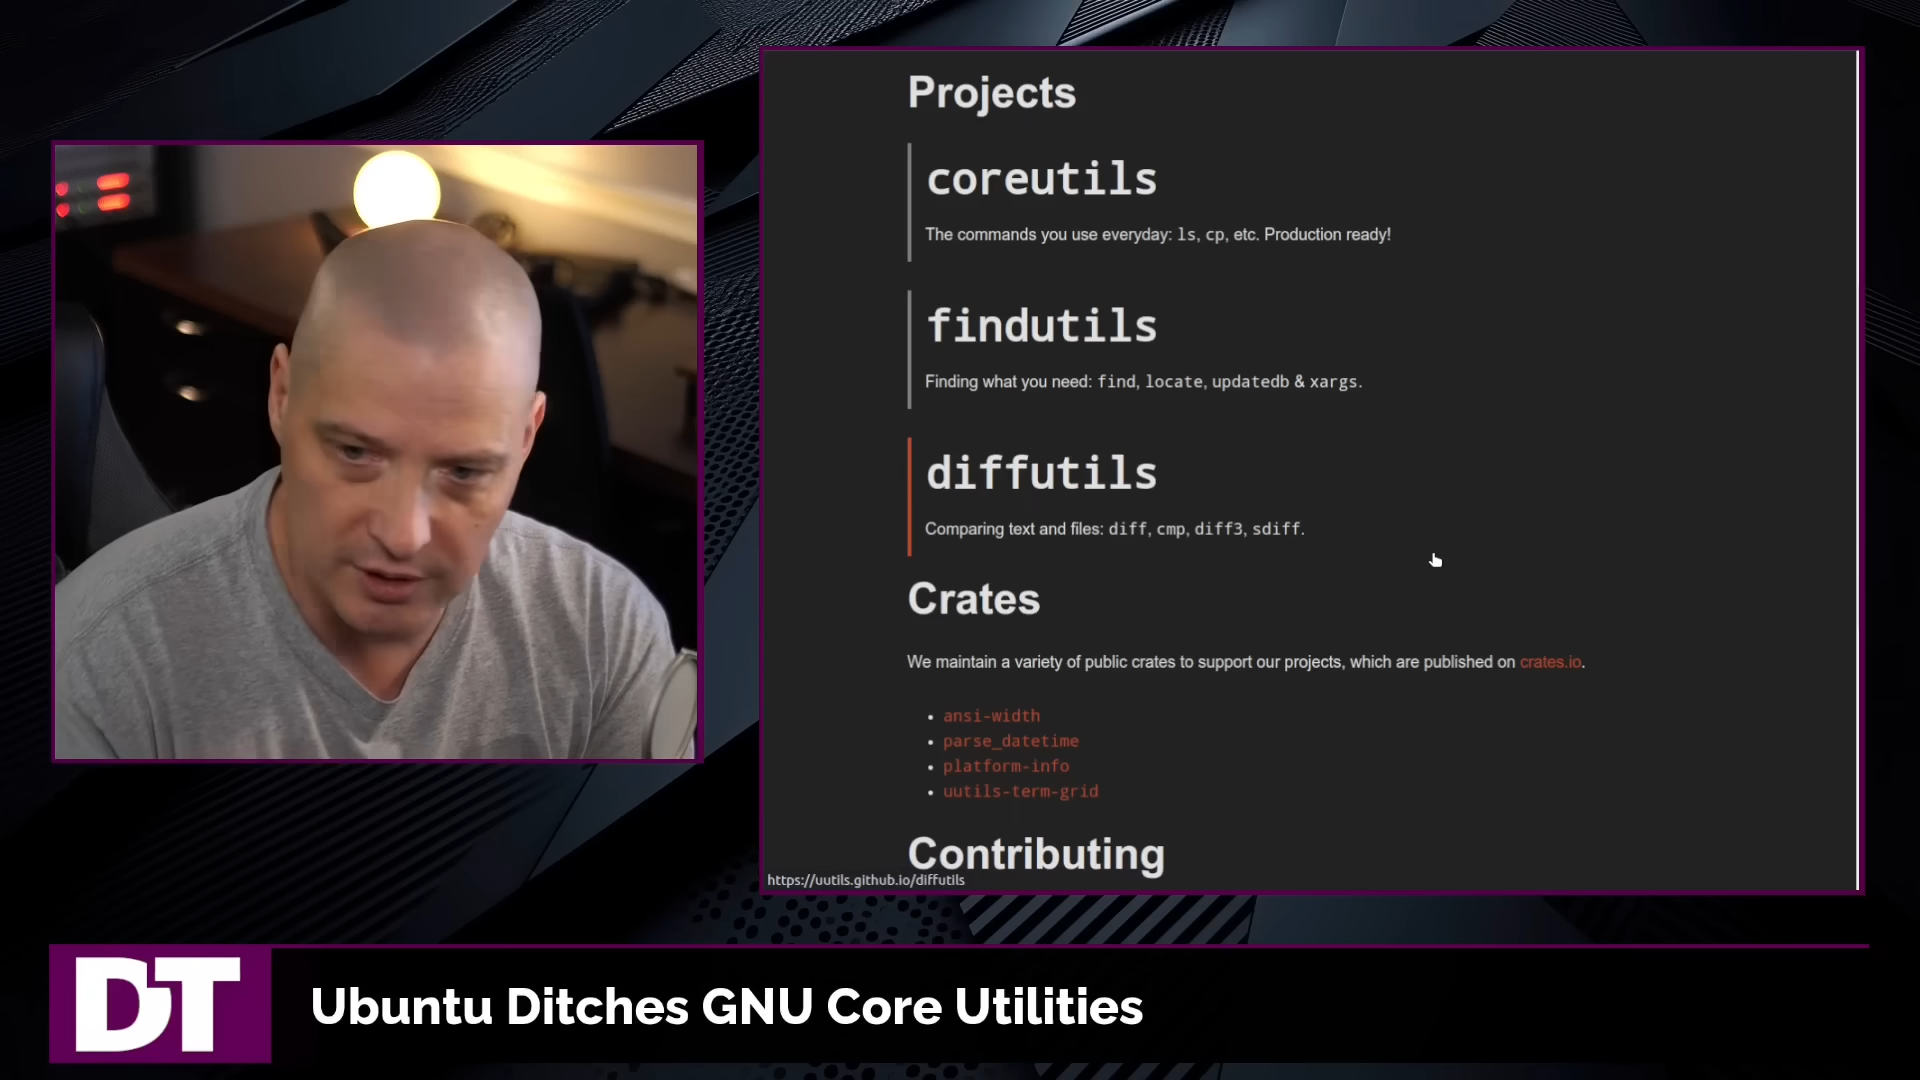 Projects
coreutils
The commands you use everyday: ls, cp, etc. Production ready!
findutils
Finding what you need: find, locate, updatedb & xargs.
diffutils
Comparing text and files: diff, cmp, diff3, sdiff.
Crates
We maintain a variety of public crates to support our projects, which are published on crates.io.
• ansi-width
• parse_datetime
• platform-info
• uutils-term-grid
Contributing
https://uutils.github.io/diffutils
DT
Ubuntu Ditches GNU Core Utilities